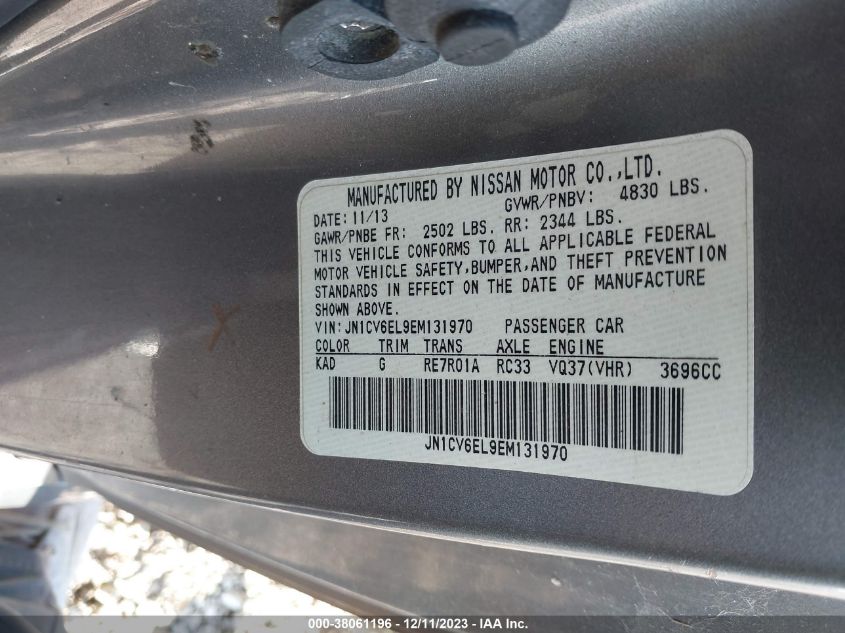 MANUFACTURED BY NISSAN MOTOR CO.,LTD.
DATE: 11/13 GVWR/PNBV: 4830 LBS.
GAWR/PNBE FR: 2502 LBS. RR: 2344 LBS.
THIS VEHICLE CONFORMS TO ALL APPLICABLE FEDERAL
MOTOR VEHICLE SAFETY,BUMPER,AND THEFT PREVENTION
STANDARDS IN EFFECT ON THE DATE OF MANUFACTURE
SHOWN ABOVE.
VIN:JN1CV6EL9EM131970 PASSENGER CAR
COLOR TRIM TRANS AXLE ENGINE
KAD G RE7R01A RC33 VQ37(VHR) 3696CC
JN1CV6EL9EM131970
000-38061196 - 12/11/2023 - IAA Inc.